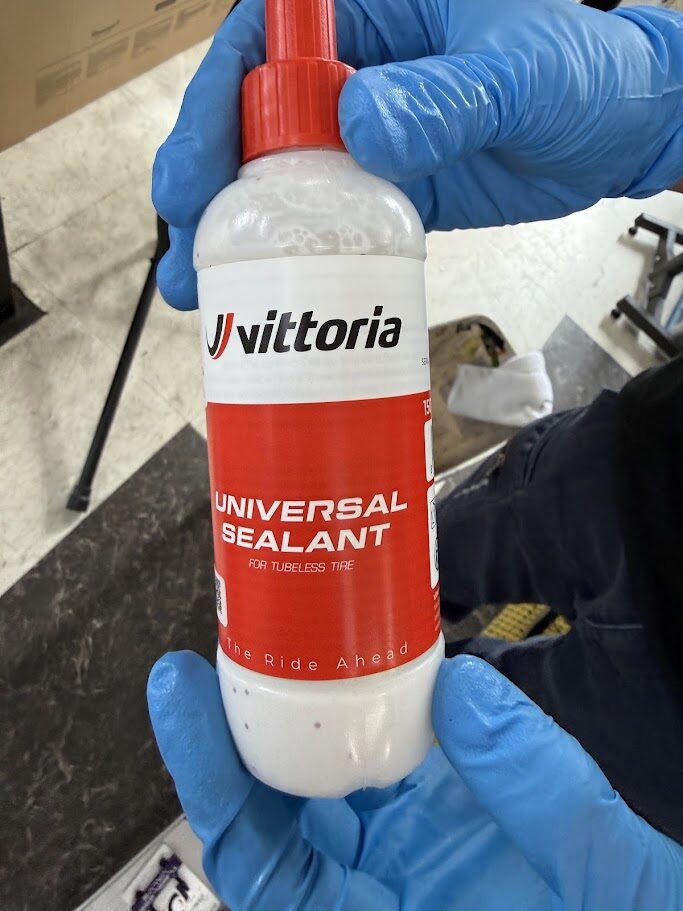 vittoria
UNIVERSAL
SEALANT
FOR TUBELESS TIRE
The Ride Ahead